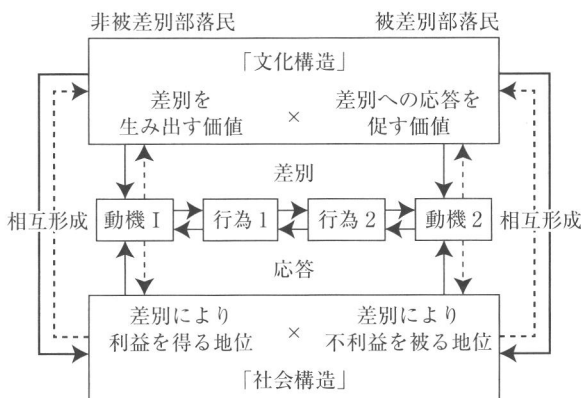 非被差別部落民
被差別部落民
「文化構造」
差別を
生み出す価値
×
差別への応答を
促す価値
差別
相互形成
動機Ⅰ
行為1
行為2
動機2
相互形成
応答
差別により
利益を得る地位
×
差別により
不利益を被る地位
「社会構造」